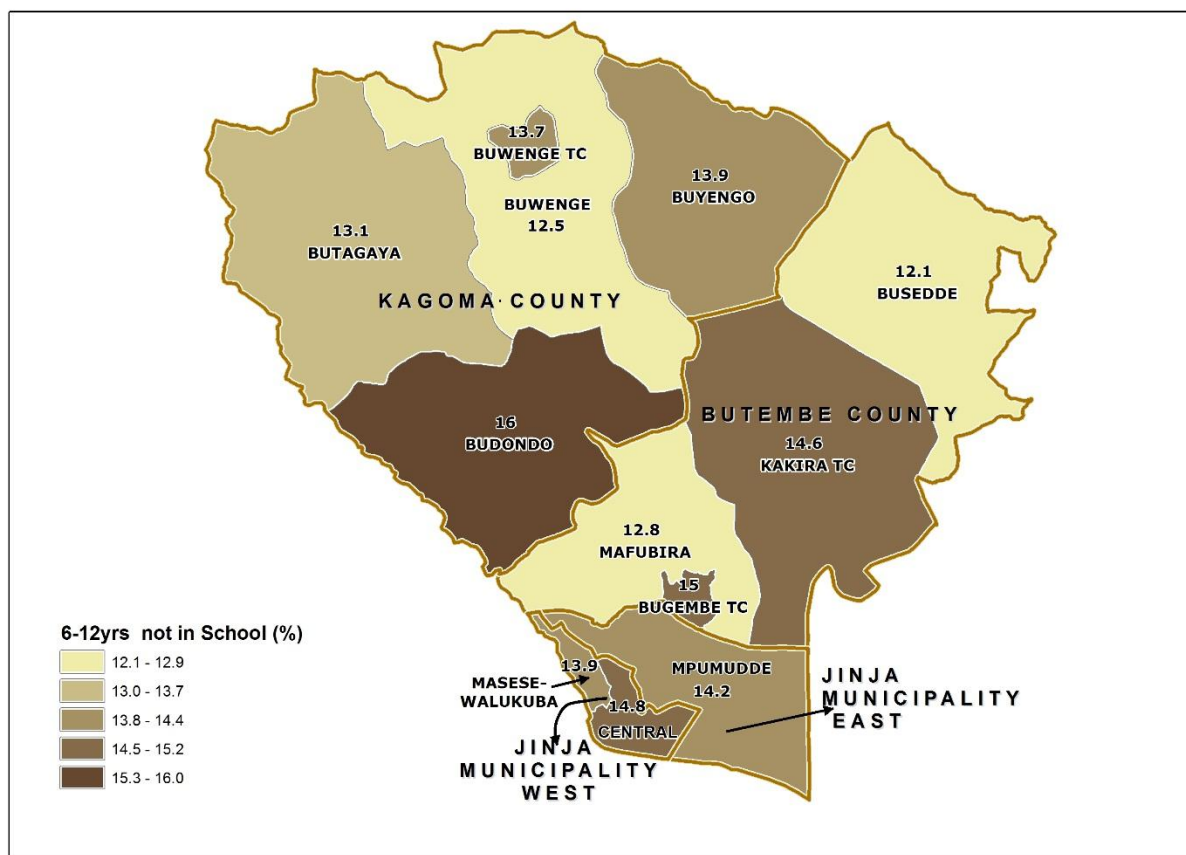 13.7
BUWENGE TC
13.9
BUYENGO
BUWENGE
12.5
13.1
BUTAGAYA
12.1
BUSEDDE
KAGOMA COUNTY
BUTEMBE COUNTY
16
BUDONDO
14.6
KAKIRA TC
12.8
MAFUBIRA
15
BUGEMBE TC
6-12yrs not in School (%)
12.1 - 12.9
13.0 - 13.7
13.8 - 14.4
14.5 - 15.2
15.3 - 16.0
13.9
MASESE-
WALUKUBA
MPUMUDDE
14.2
14.8
CENTRAL
JINJA
MUNICIPALITY
EAST
JINJA
MUNICIPALITY
WEST